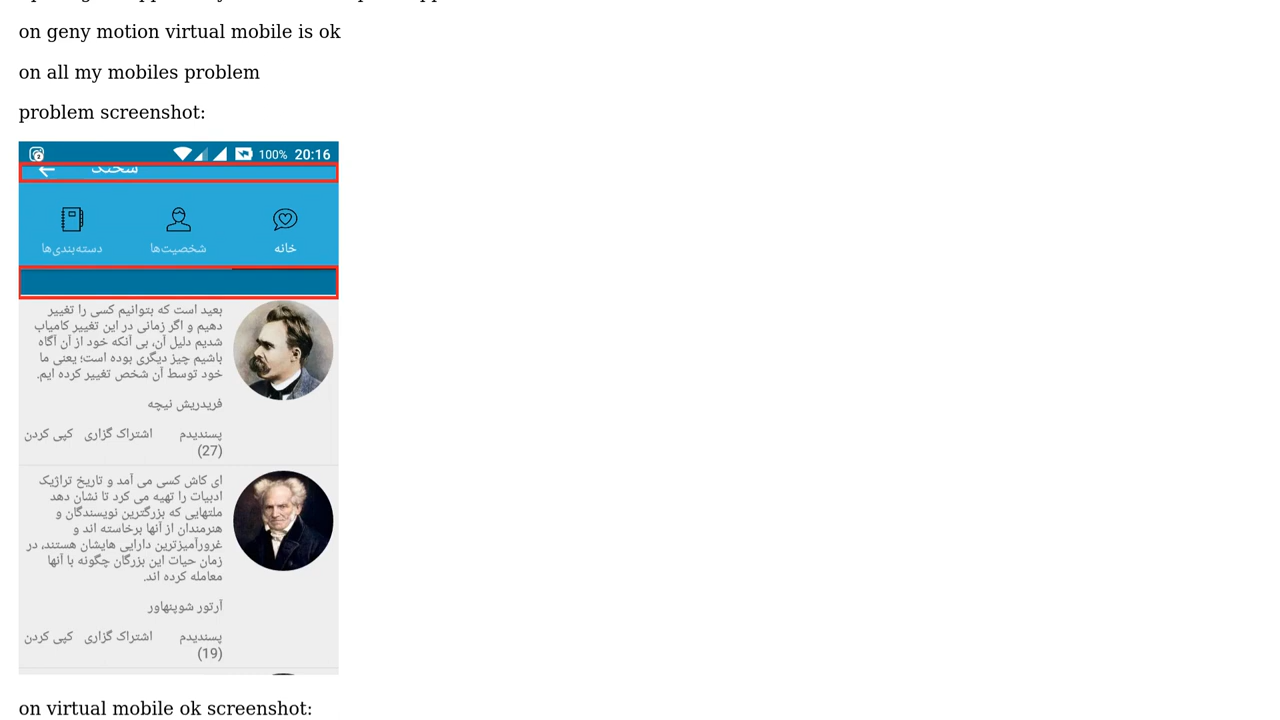 on geny motion virtual mobile is ok
on all my mobiles problem
problem screenshot:
100% 20:16
خانه شخصیت‌ها دسته‌بندی‌ها
بعید است که بتوانیم کسی را تغییر
دهیم و اگر زمانی در این تغییر کامیاب
شدیم دلیل آن، بی آنکه خود از آن آگاه
باشیم چیز دیگری بوده است؛ یعنی ما
خود توسط آن شخص تغییر کرده ایم.
فریدریش نیچه
پسندیدم اشتراک گزاری کپی کردن
(27)
ای کاش کسی می آمد و تاریخ تراژیک
ادبیات را تهیه می کرد تا نشان دهد
ملتهایی که بزرگترین نویسندگان و
هنرمندان از آنها برخاسته اند و
غرورآمیزترین دارایی هایشان هستند، در
زمان حیات این بزرگان چگونه با آنها
معامله کرده اند.
آرتور شوپنهاور
پسندیدم اشتراک گزاری کپی کردن
(19)
on virtual mobile ok screenshot: